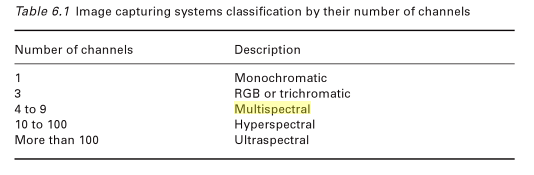 Table 6.1 Image capturing systems classification by their number of channels
Number of channels Description
1 Monochromatic
3 RGB or trichromatic
4 to 9 Multispectral
10 to 100 Hyperspectral
More than 100 Ultraspectral